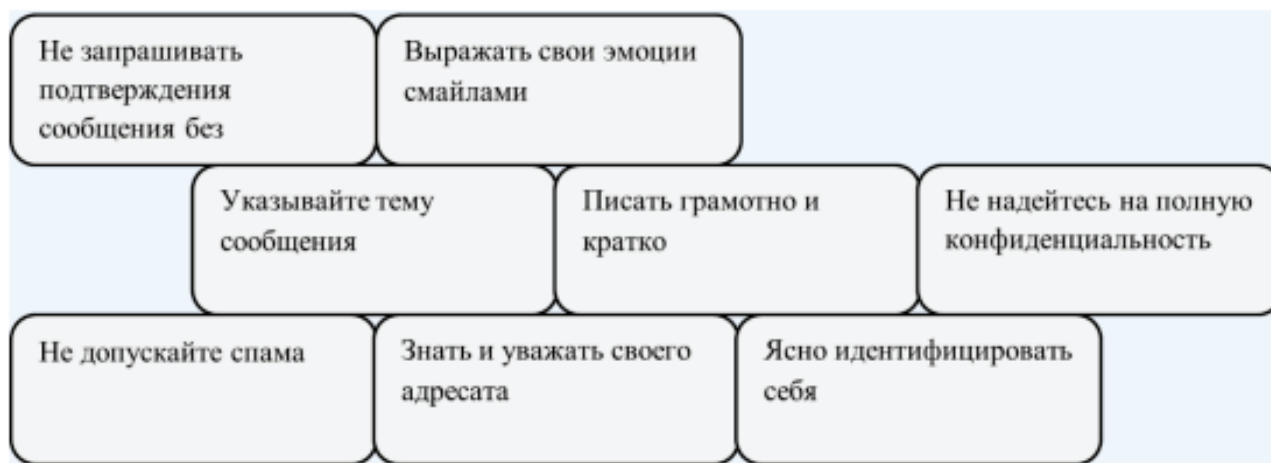 Не запрашивать
подтверждения
сообщения без
Выражать свои эмоции
смайлами
Указывайте тему
сообщения
Писать грамотно и
кратко
Не надейтесь на полную
конфиденциальность
Не допускайте спама
Знать и уважать своего
адресата
Ясно идентифицировать
себя